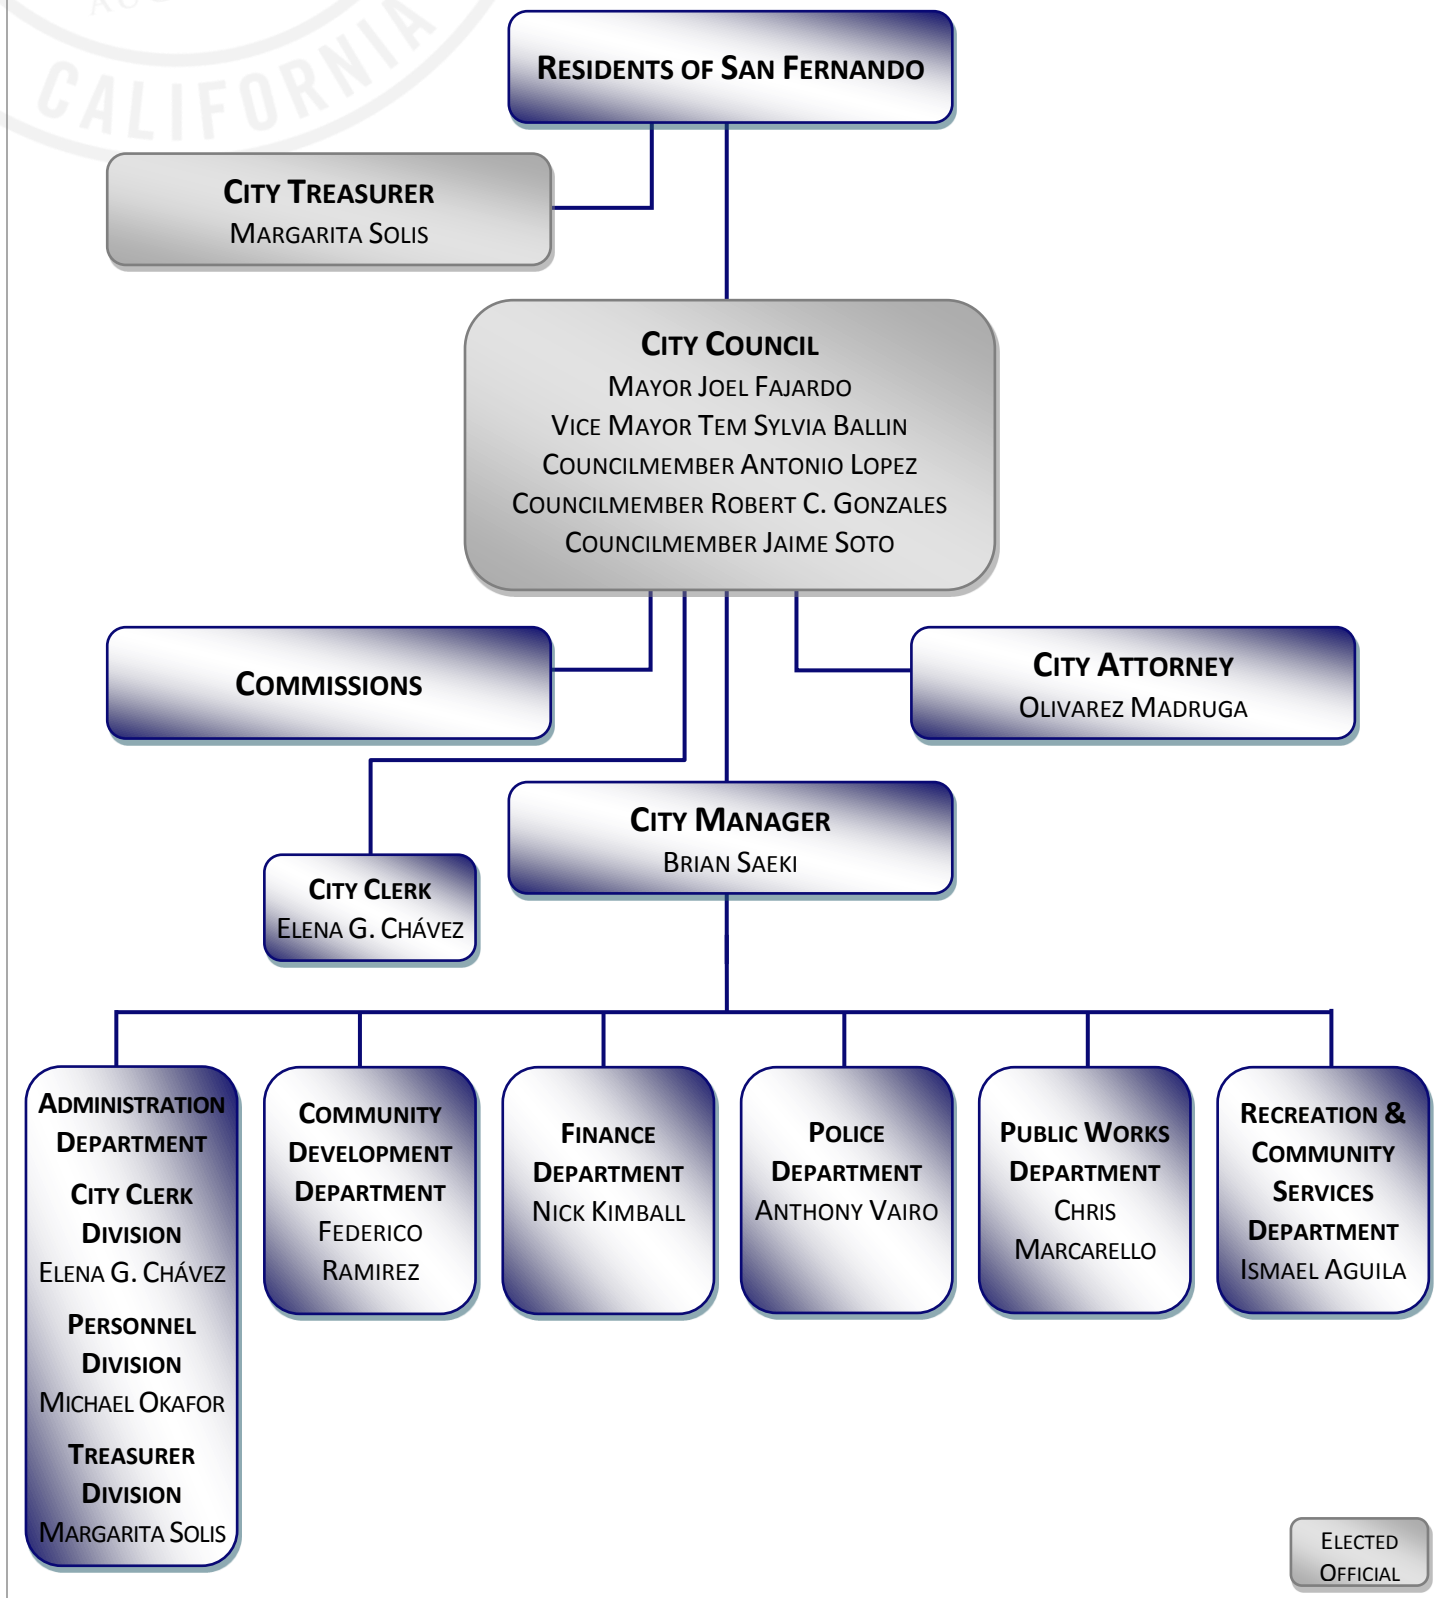 CALIFORNIA
RESIDENTS OF SAN FERNANDO
CITY TREASURER
MARGARITA SOLIS
CITY COUNCIL
MAYOR JOEL FAJARDO
VICE MAYOR TEM SYLVIA BALLIN
COUNCILMEMBER ANTONIO LOPEZ
COUNCILMEMBER ROBERT C. GONZALES
COUNCILMEMBER JAIME SOTO
COMMISSIONS
CITY ATTORNEY
OLIVAREZ MADRUGA
CITY MANAGER
BRIAN SAEKI
CITY CLERK
ELENA G. CHÁVEZ
ADMINISTRATION
DEPARTMENT
CITY CLERK
DIVISION
ELENA G. CHÁVEZ
PERSONNEL
DIVISION
MICHAEL OKAFOR
TREASURER
DIVISION
MARGARITA SOLIS
COMMUNITY
DEVELOPMENT
DEPARTMENT
FEDERICO
RAMIREZ
FINANCE
DEPARTMENT
NICK KIMBALL
POLICE
DEPARTMENT
ANTHONY VAIRO
PUBLIC WORKS
DEPARTMENT
CHRIS
MARCARELLO
RECREATION &
COMMUNITY
SERVICES
DEPARTMENT
ISMAEL AGUILA
ELECTED
OFFICIAL